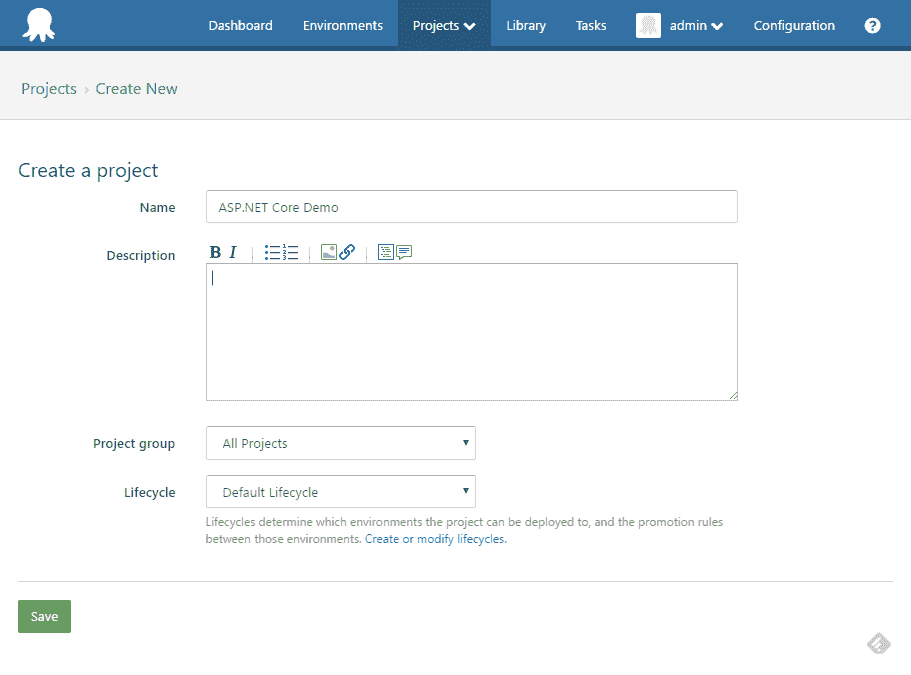 Dashboard Environments Projects Library Tasks admin Configuration ?
Projects › Create New
Create a project
Name ASP.NET Core Demo
Description B I
Project group All Projects
Lifecycle Default Lifecycle
Lifecycles determine which environments the project can be deployed to, and the promotion rules
between those environments. Create or modify lifecycles.
Save